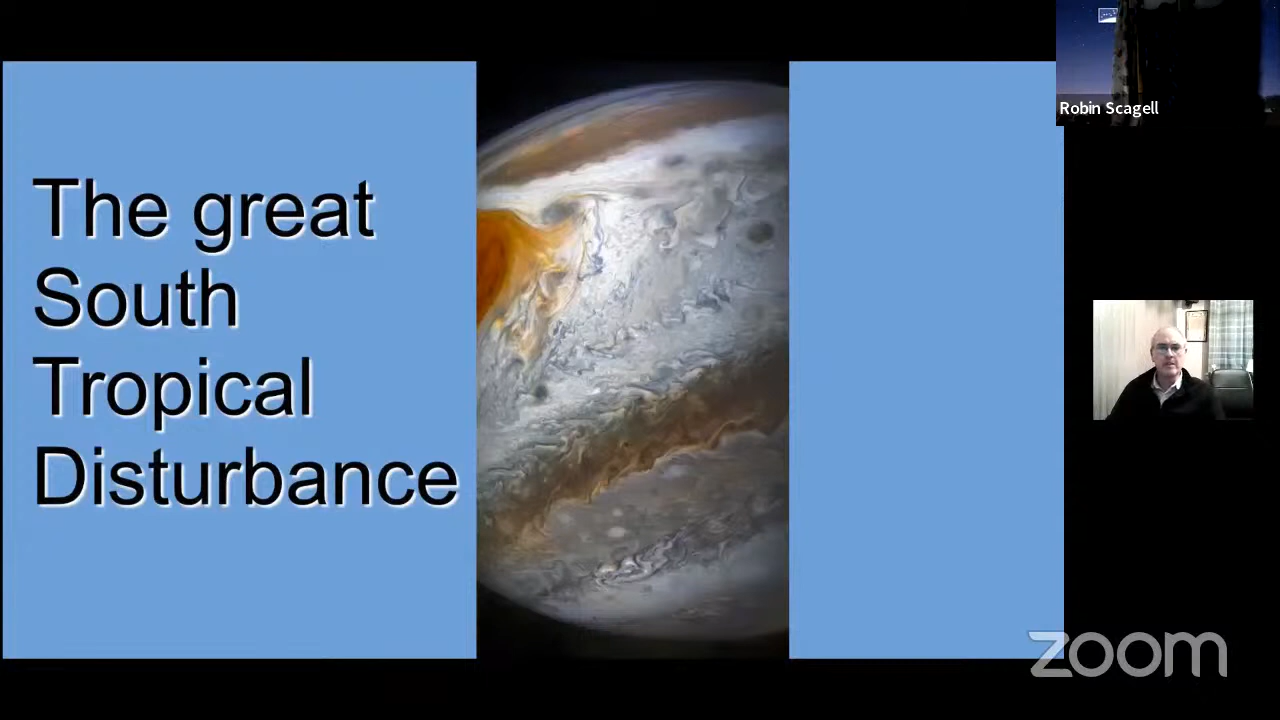 The great
South
Tropical
Disturbance
Robin Scagell
zoom